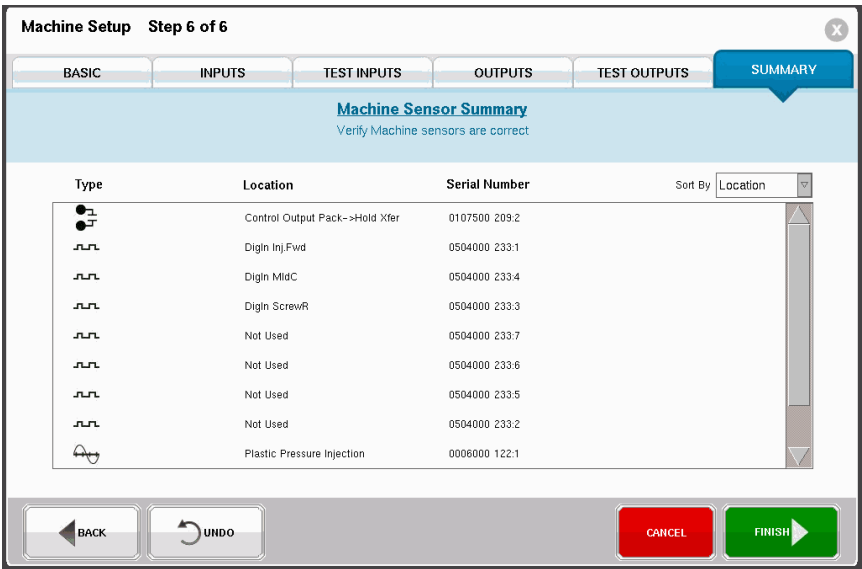 Machine Setup Step 6 of 6
X
BASIC INPUTS TEST INPUTS OUTPUTS TEST OUTPUTS SUMMARY
Machine Sensor Summary
Verify Machine sensors are correct
Type Location Serial Number Sort By Location
Control Output Pack->Hold Xfer 0107500 209:2
DigIn Inj.Fwd 0504000 233:1
DigIn MldC 0504000 233:4
DigIn ScrewR 0504000 233:3
Not Used 0504000 233:7
Not Used 0504000 233:6
Not Used 0504000 233:5
Not Used 0504000 233:2
Plastic Pressure Injection 0006000 122:1
BACK UNDO CANCEL FINISH